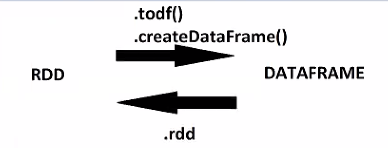 .todf()
.createDataFrame()
RDD
DATAFRAME
.rdd